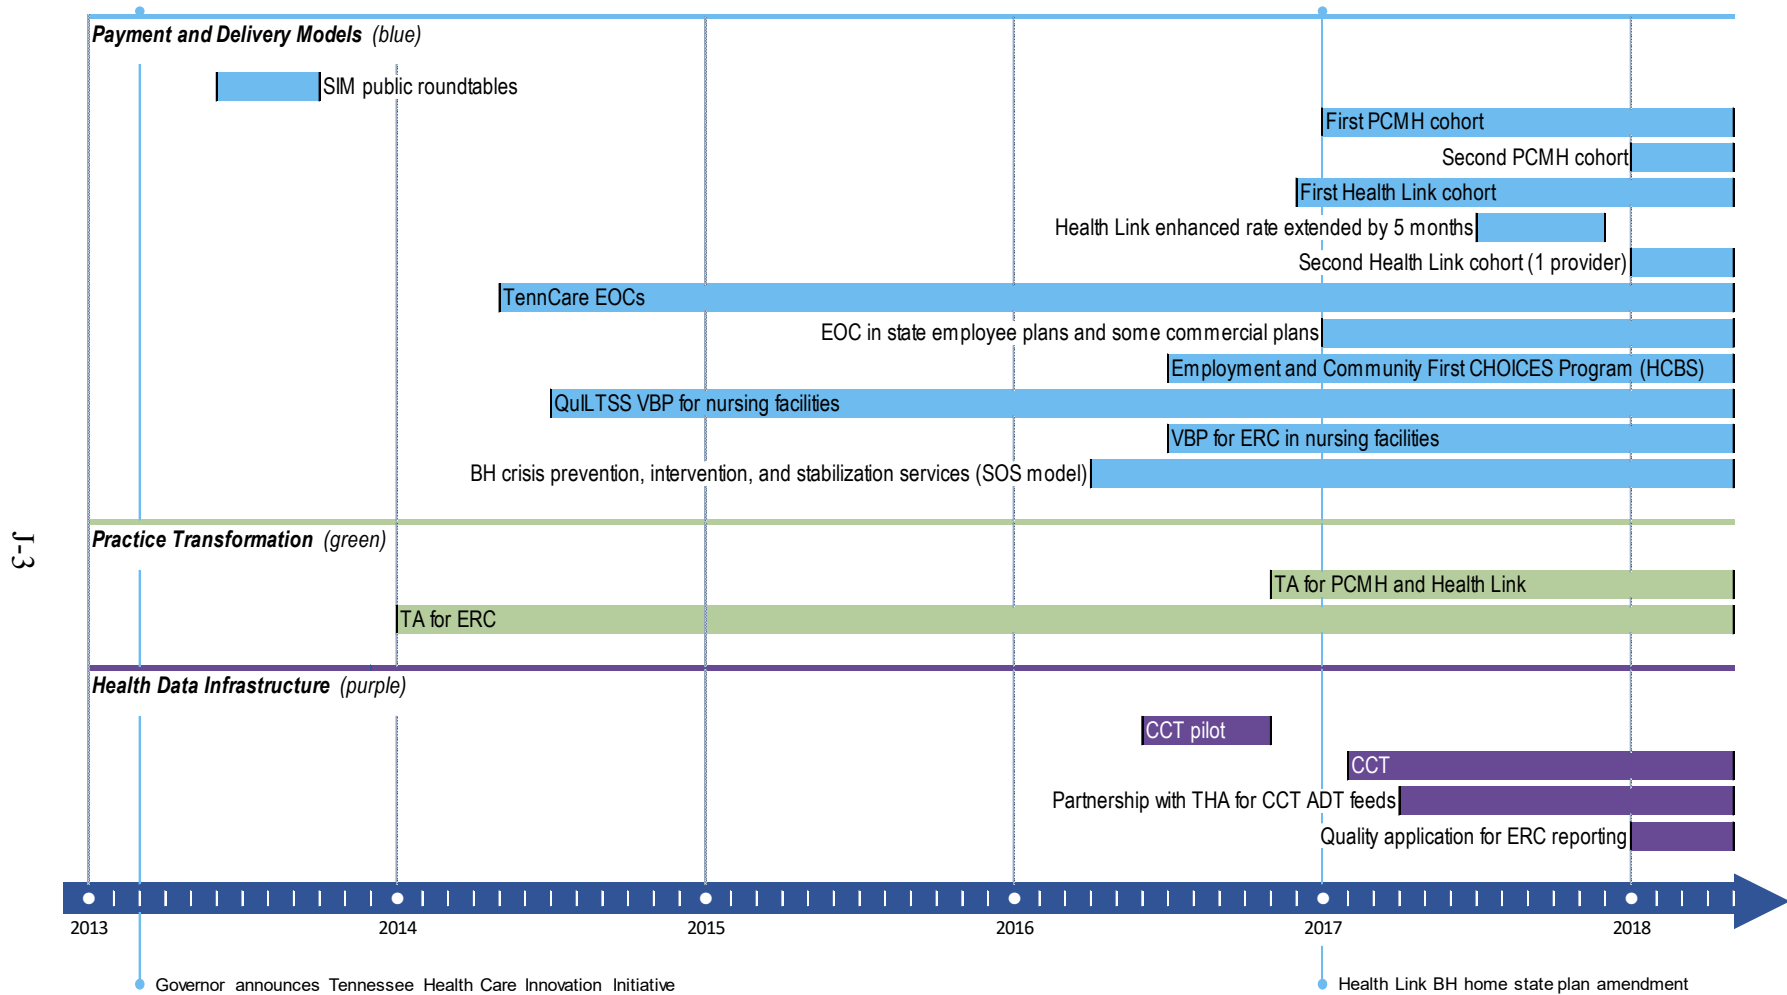 Payment and Delivery Models (blue)
SIM public roundtables
First PCMH cohort
Second PCMH cohort
First Health Link cohort
Health Link enhanced rate extended by 5 months
Second Health Link cohort (1 provider)
TennCare EOCs
EOC in state employee plans and some commercial plans
Employment and Community First CHOICES Program (HCBS)
QuILTSS VBP for nursing facilities
VBP for ERC in nursing facilities
BH crisis prevention, intervention, and stabilization services (SOS model)
J-3
Practice Transformation (green)
TA for PCMH and Health Link
TA for ERC
Health Data Infrastructure (purple)
CCT pilot
CCT
Partnership with THA for CCT ADT feeds
Quality application for ERC reporting
2013 2014 2015 2016 2017 2018
Governor announces Tennessee Health Care Innovation Initiative
Health Link BH home state plan amendment